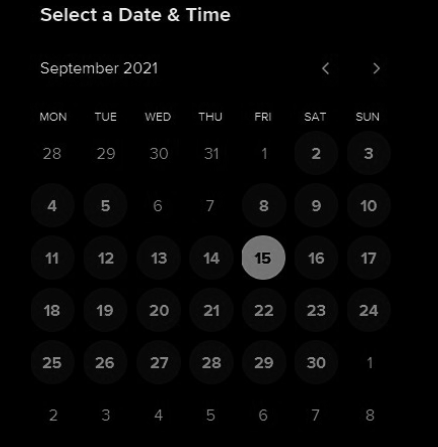 Select a Date & Time
September 2021
MON TUE WED THU FRI SAT SUN
28 29 30 31 1 2 3
4 5 6 7 8 9 10
11 12 13 14 15 16 17
18 19 20 21 22 23 24
25 26 27 28 29 30 1
2 3 4 5 6 7 8